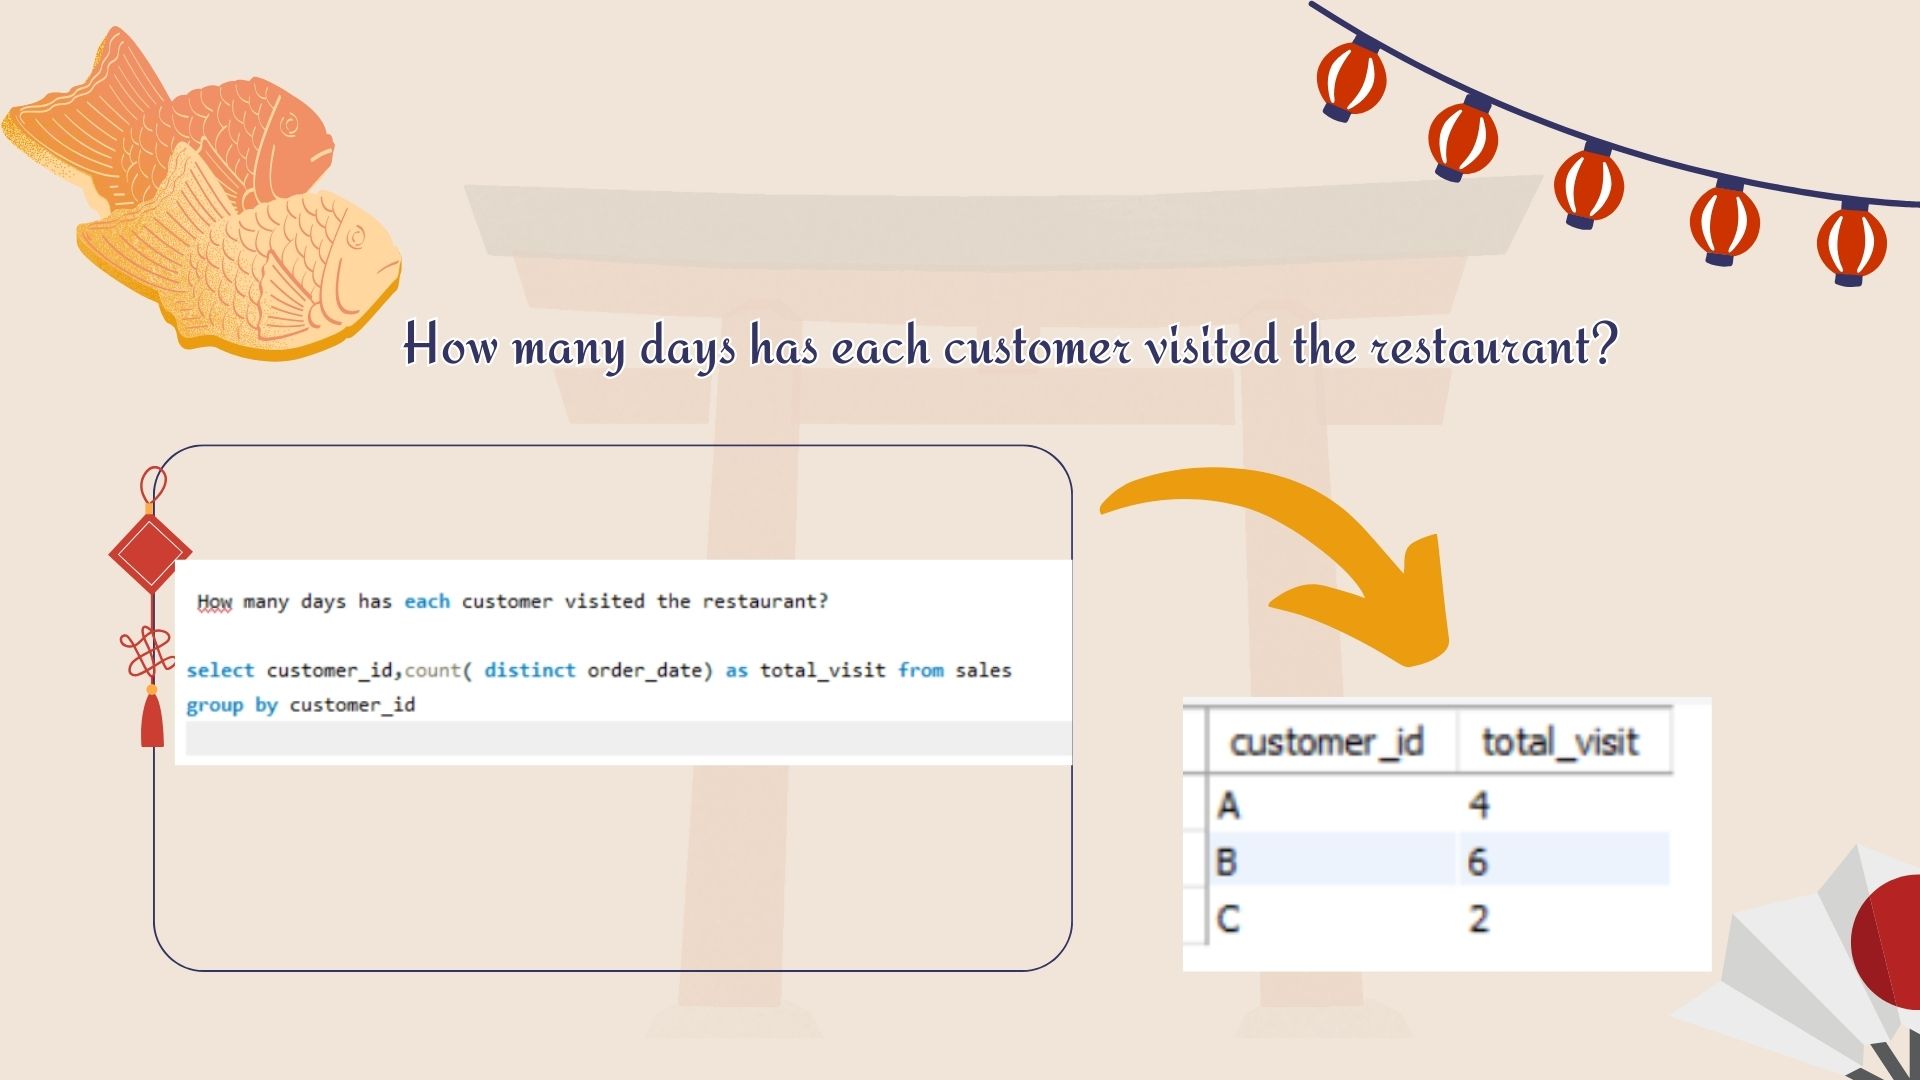 How many days has each customer visited the restaurant?
How many days has each customer visited the restaurant?
select customer_id,count( distinct order_date) as total_visit from sales
group by customer_id
customer_id total_visit
A 4
B 6
C 2